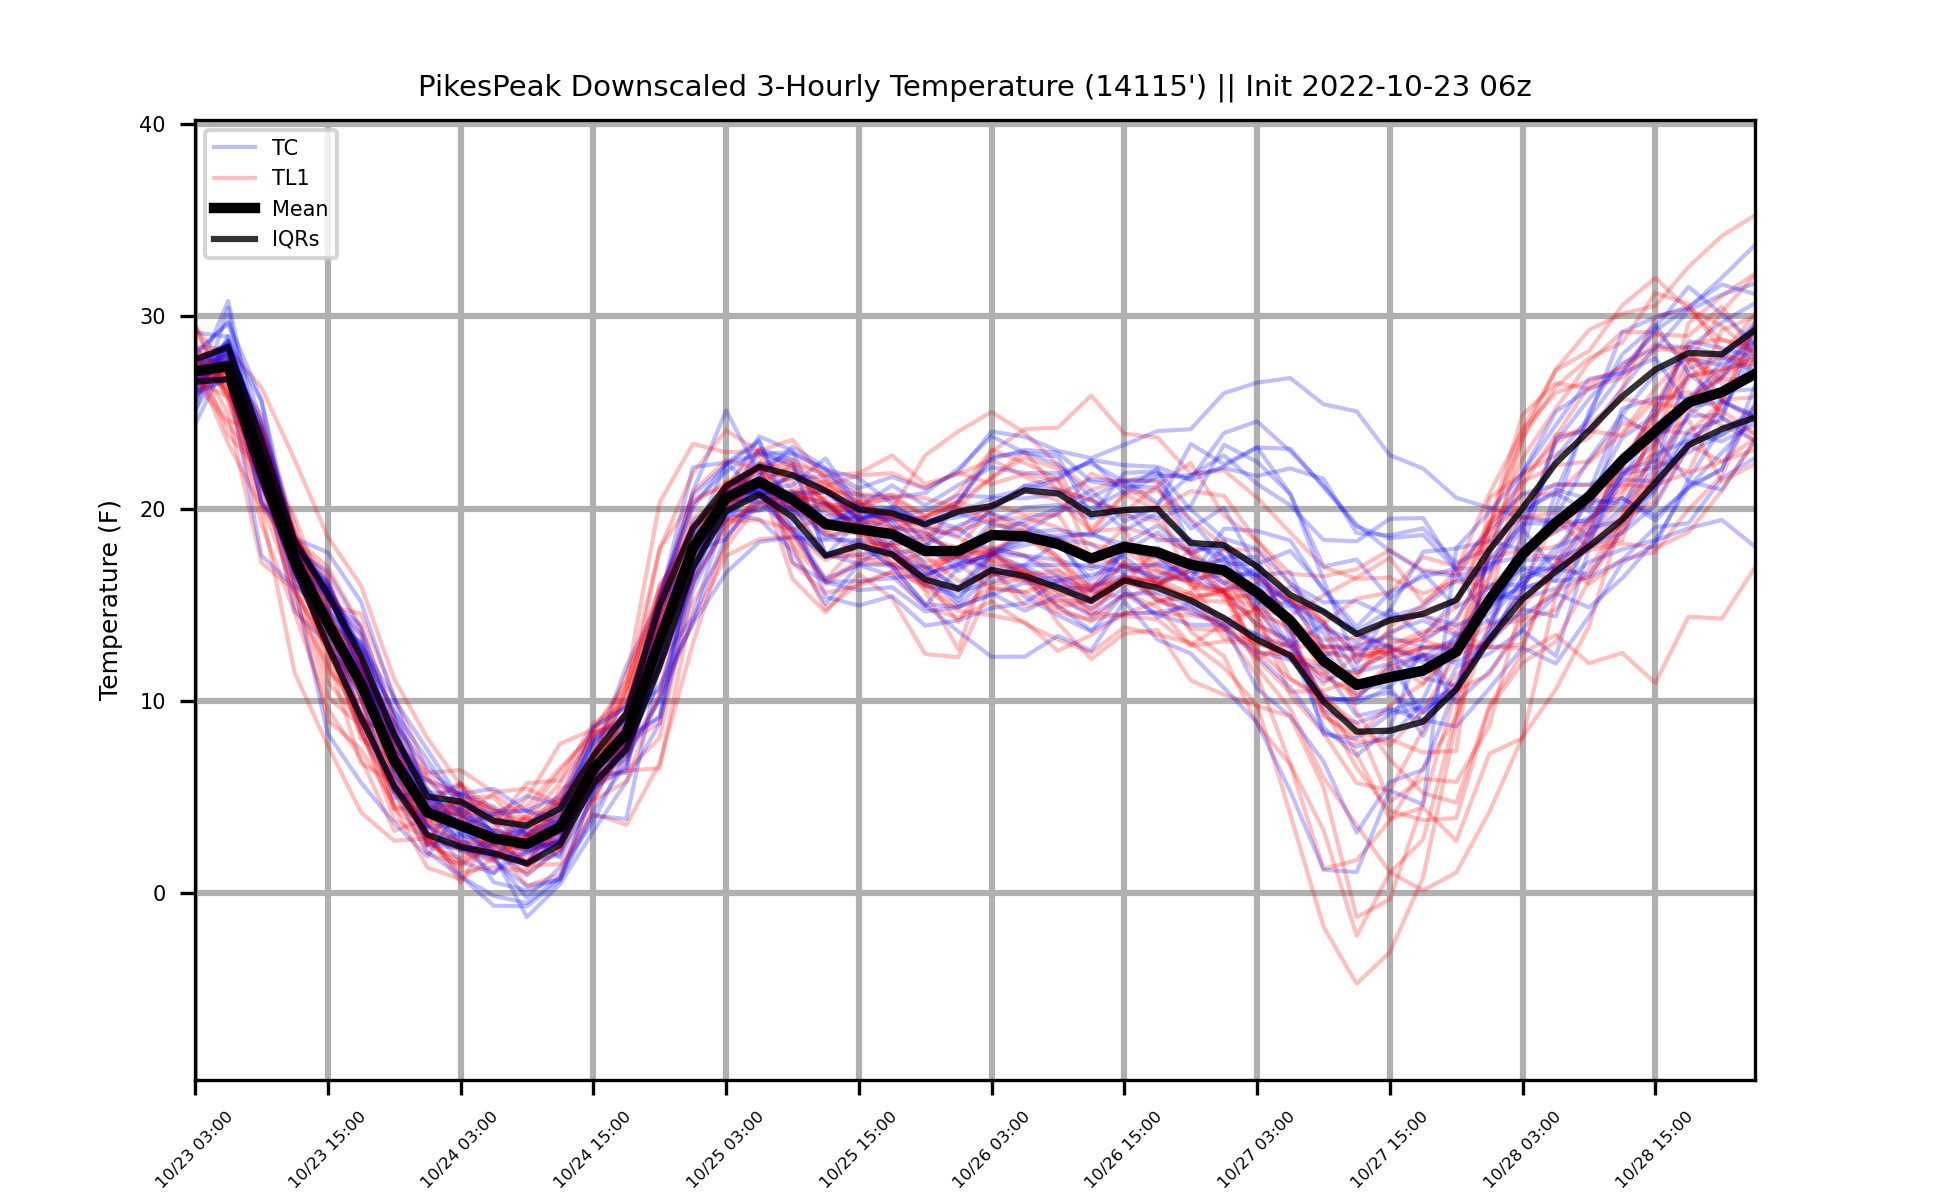 PikesPeak Downscaled 3-Hourly Temperature (14115') || Init 2022-10-23 06z
TC
TL1
Mean
IQRs
Temperature (F)
40
30
20
10
0
10/23 03:00
10/23 15:00
10/24 03:00
10/24 15:00
10/25 03:00
10/25 15:00
10/26 03:00
10/26 15:00
10/27 03:00
10/27 15:00
10/28 03:00
10/28 15:00